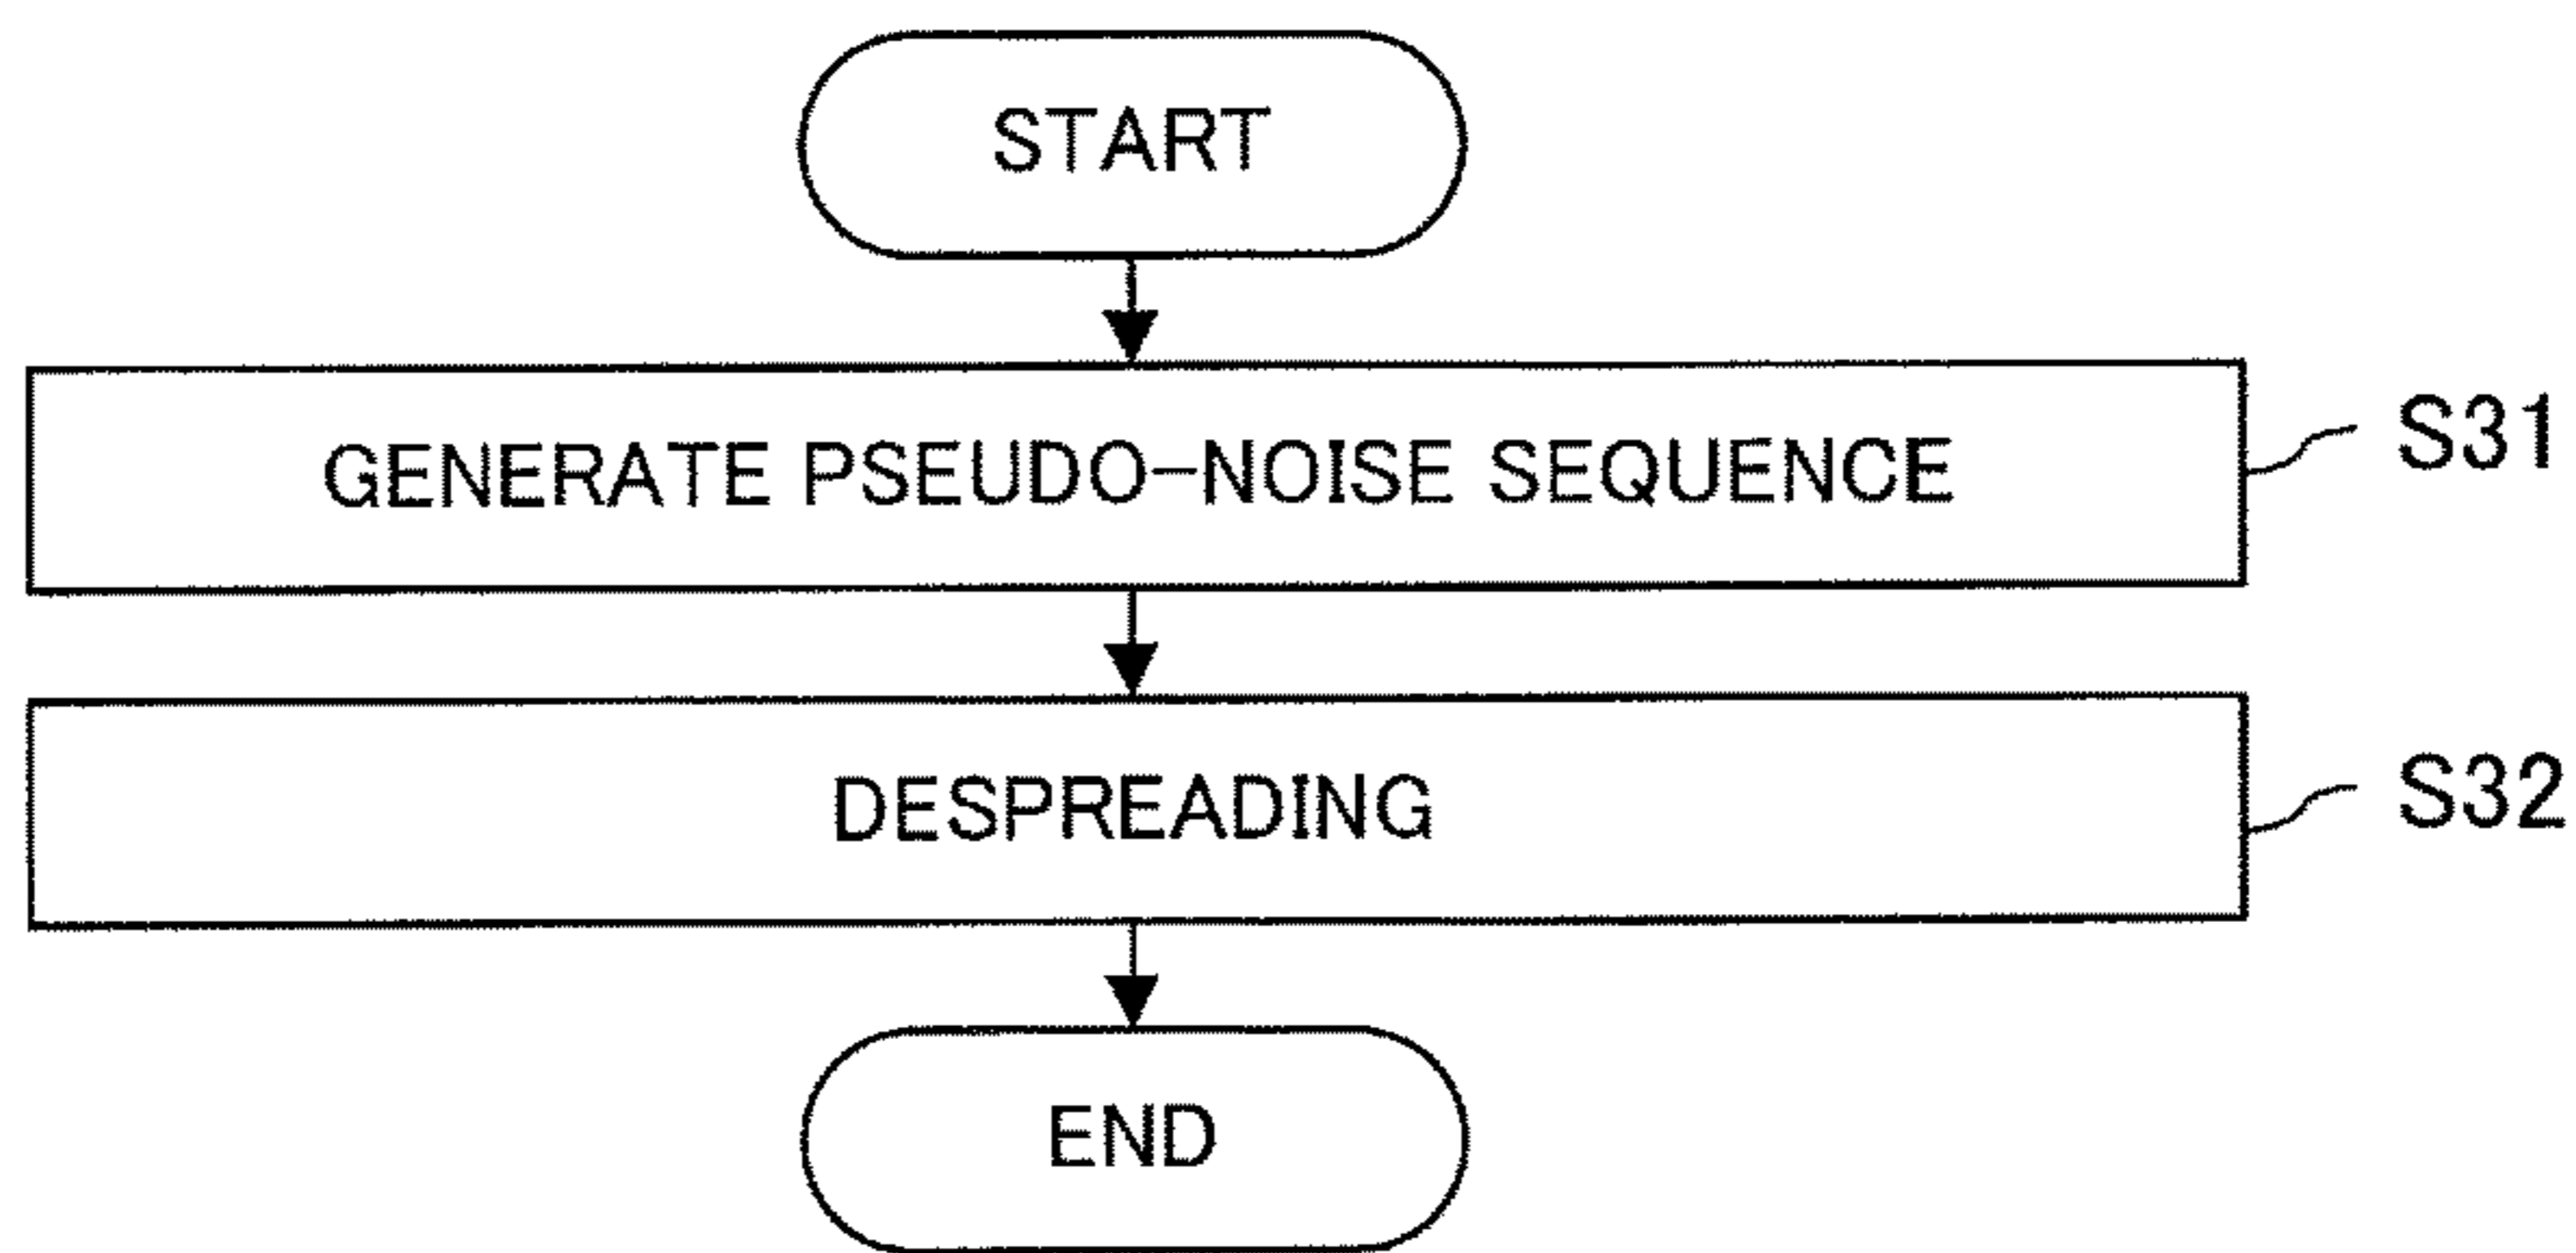 START
GENERATE PSEUDO-NOISE SEQUENCE
S31
DESPREADING
S32
END